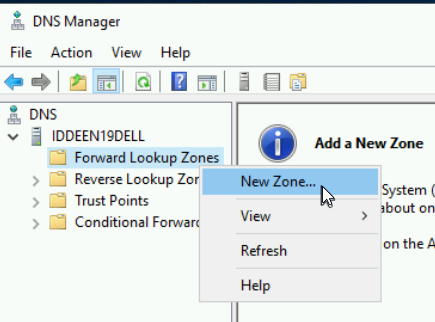 DNS Manager
File Action View Help
DNS
IDDEEN19DELL
Forward Lookup Zones
Reverse Lookup Zor
Trust Points
Conditional Forward
Add a New Zone
System (
about on
on the A
New Zone...
View
Refresh
Help